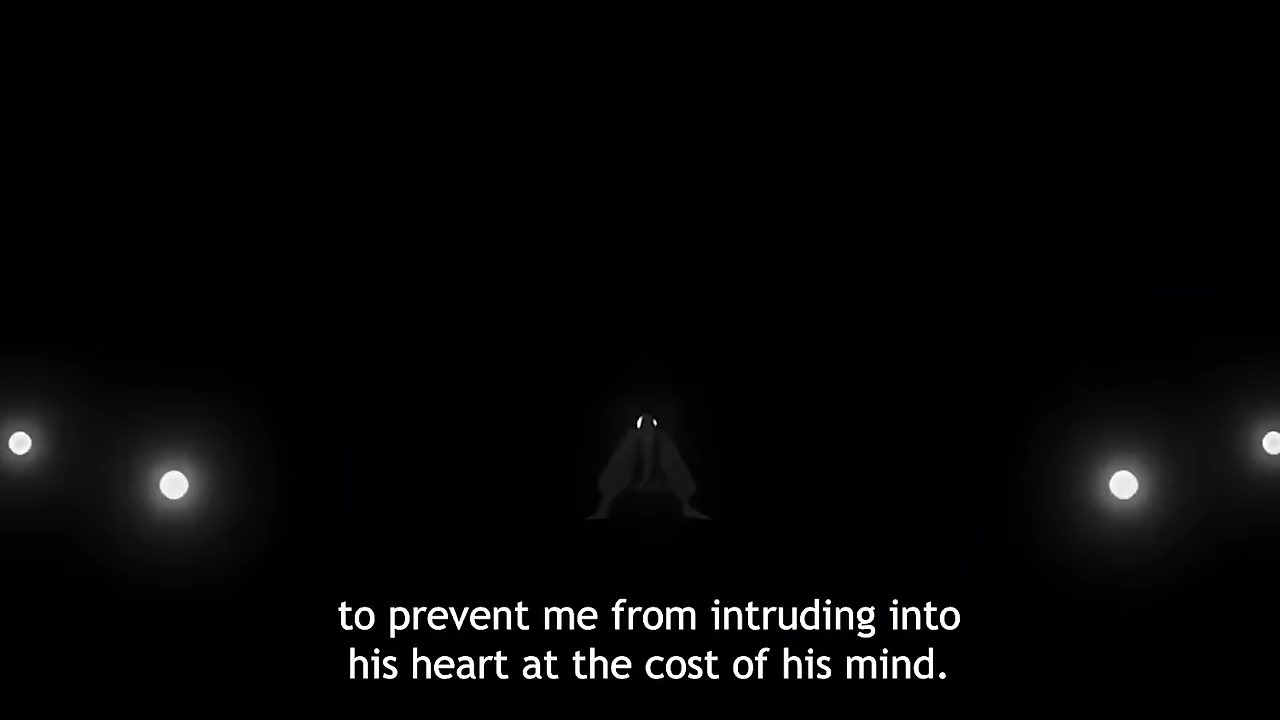 to prevent me from intruding into
his heart at the cost of his mind.